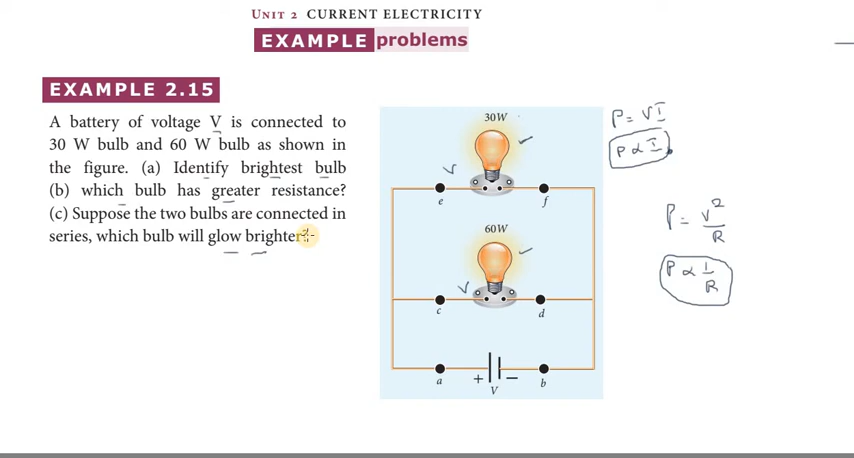 UNIT 2 CURRENT ELECTRICITY
EXAMPLE problems
EXAMPLE 2.15
A battery of voltage V is connected to
30 W bulb and 60 W bulb as shown in
the figure. (a) Identify brightest bulb
(b) which bulb has greater resistance?
(c) Suppose the two bulbs are connected in
series, which bulb will glow brighter
30W
V
e
f
60W
V
c
d
a
+
V
−
b
P = VI
P ∝ I
P = V²/R
P ∝ 1/R